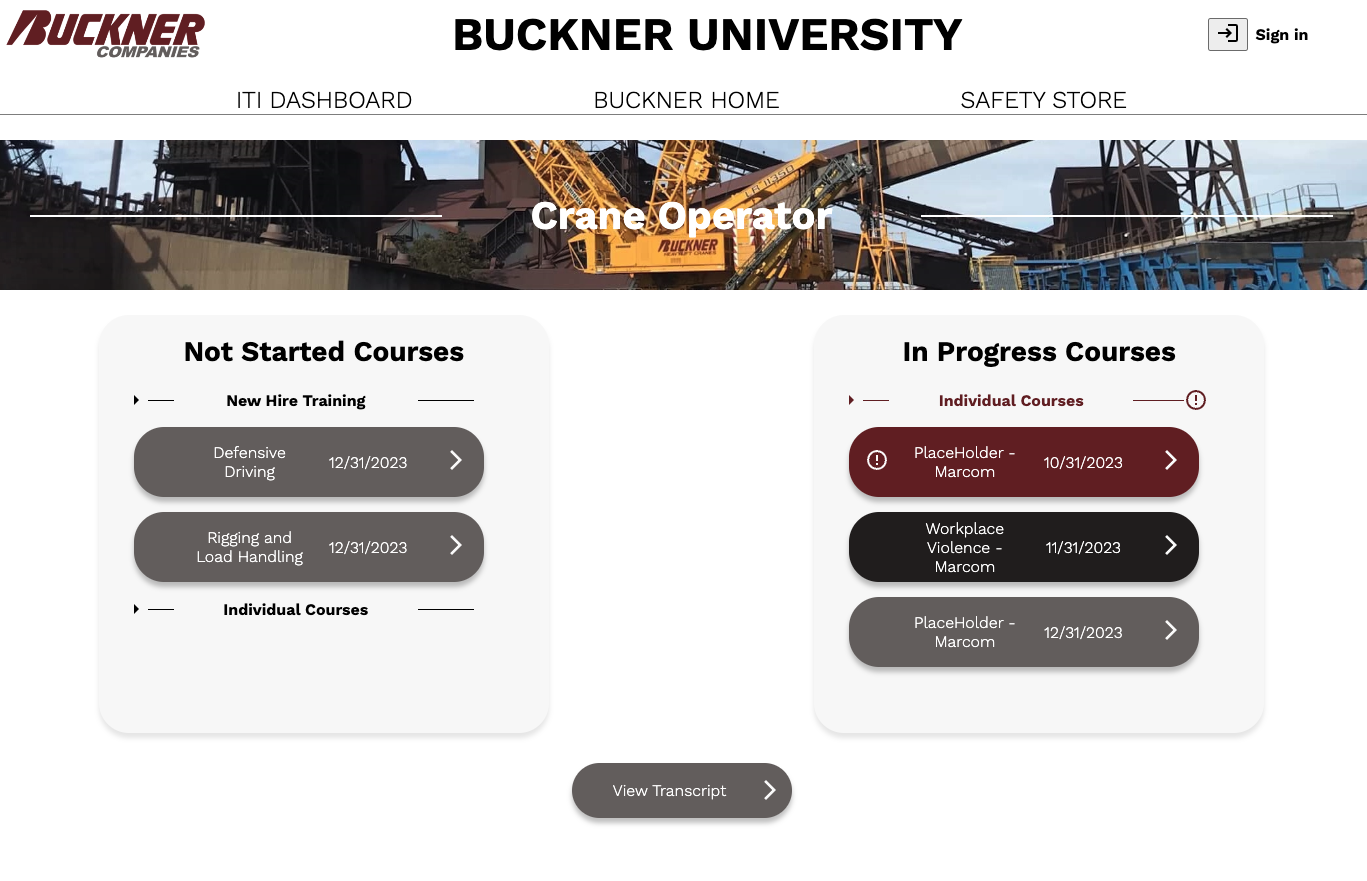 BUCKNER
COMPANIES
BUCKNER UNIVERSITY
Sign in
ITI DASHBOARD
BUCKNER HOME
SAFETY STORE
Crane Operator
BUCKNER
HEAVYLIFT CRANES
Not Started Courses
New Hire Training
Defensive
Driving
12/31/2023
Rigging and
Load Handling
12/31/2023
Individual Courses
In Progress Courses
Individual Courses
PlaceHolder -
Marcom
10/31/2023
Workplace
Violence -
Marcom
11/31/2023
PlaceHolder -
Marcom
12/31/2023
View Transcript